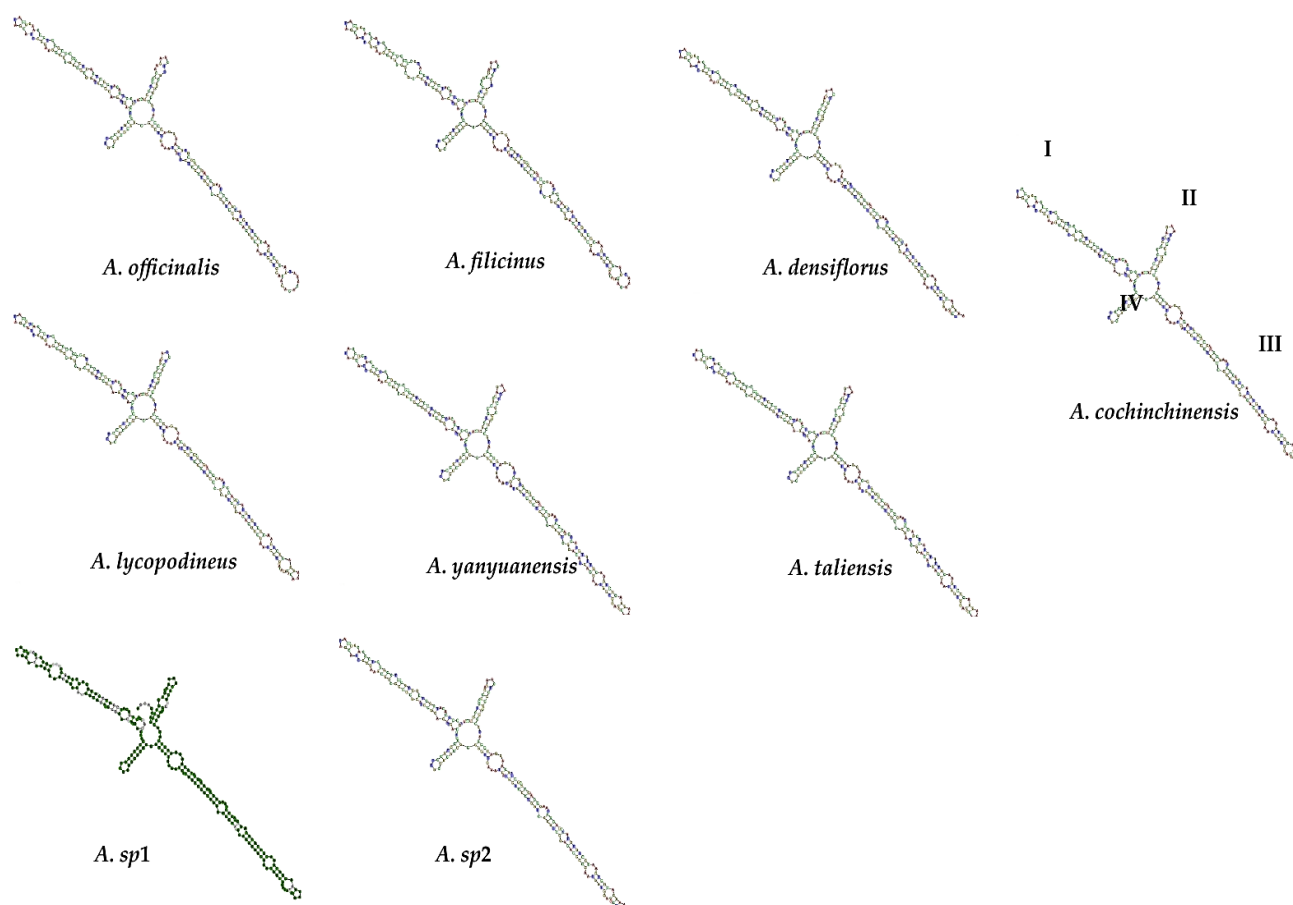 I
II
A. officinalis
A. filicinus
A. densiflorus
IV
III
A. cochinchinensis
A. lycopodineus
A. yanyuanensis
A. taliensis
A. sp1
A. sp2